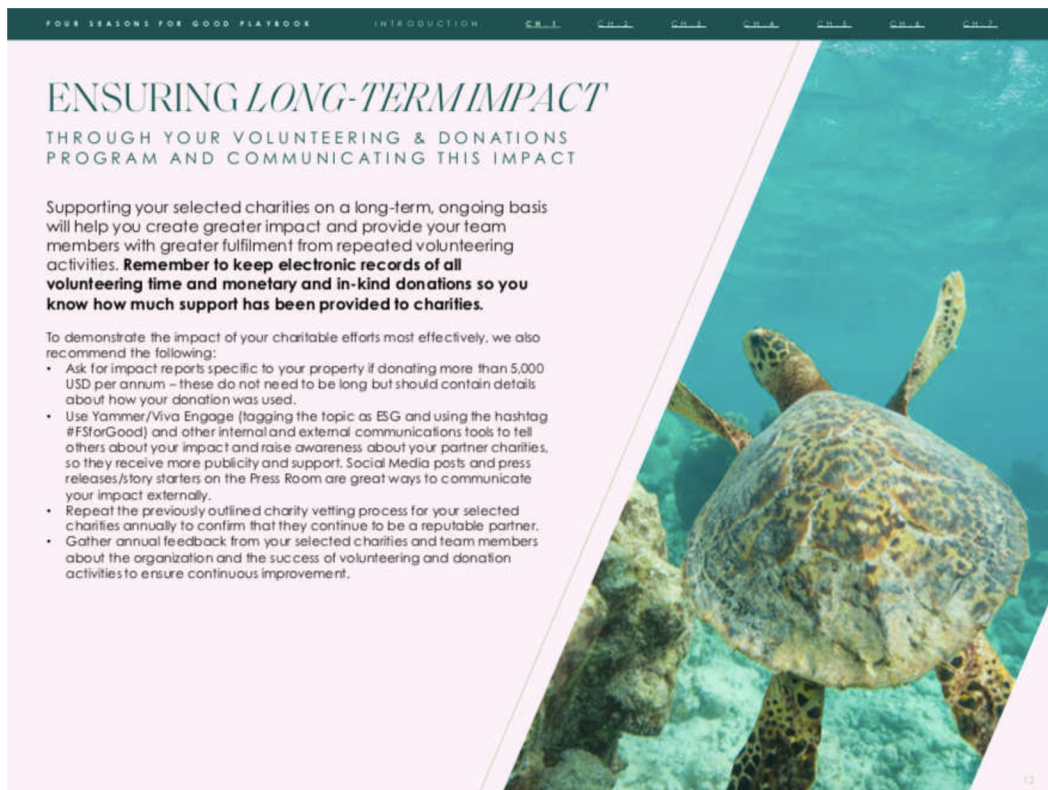 FOUR SEASONS FOR GOOD PLAYBOOK INTRODUCTION CH. 1 CH. 2 CH. 3 CH. 4 CH. 5 CH. 6 CH. 7
ENSURING LONG-TERM IMPACT
THROUGH YOUR VOLUNTEERING & DONATIONS
PROGRAM AND COMMUNICATING THIS IMPACT
Supporting your selected charities on a long-term, ongoing basis
will help you create greater impact and provide your team
members with greater fulfilment from repeated volunteering
activities. Remember to keep electronic records of all
volunteering time and monetary and in-kind donations so you
know how much support has been provided to charities.
To demonstrate the impact of your charitable efforts most effectively, we also
recommend the following:
• Ask for impact reports specific to your property if donating more than 5,000
USD per annum – these do not need to be long but should contain details
about how your donation was used.
• Use Yammer/Viva Engage (tagging the topic as ESG and using the hashtag
#FSforGood) and other internal and external communications tools to tell
others about your impact and raise awareness about your partner charities,
so they receive more publicity and support. Social Media posts and press
releases/story starters on the Press Room are great ways to communicate
your impact externally.
• Repeat the previously outlined charity vetting process for your selected
charities annually to confirm that they continue to be a reputable partner.
• Gather annual feedback from your selected charities and team members
about the organization and the success of volunteering and donation
activities to ensure continuous improvement.
12